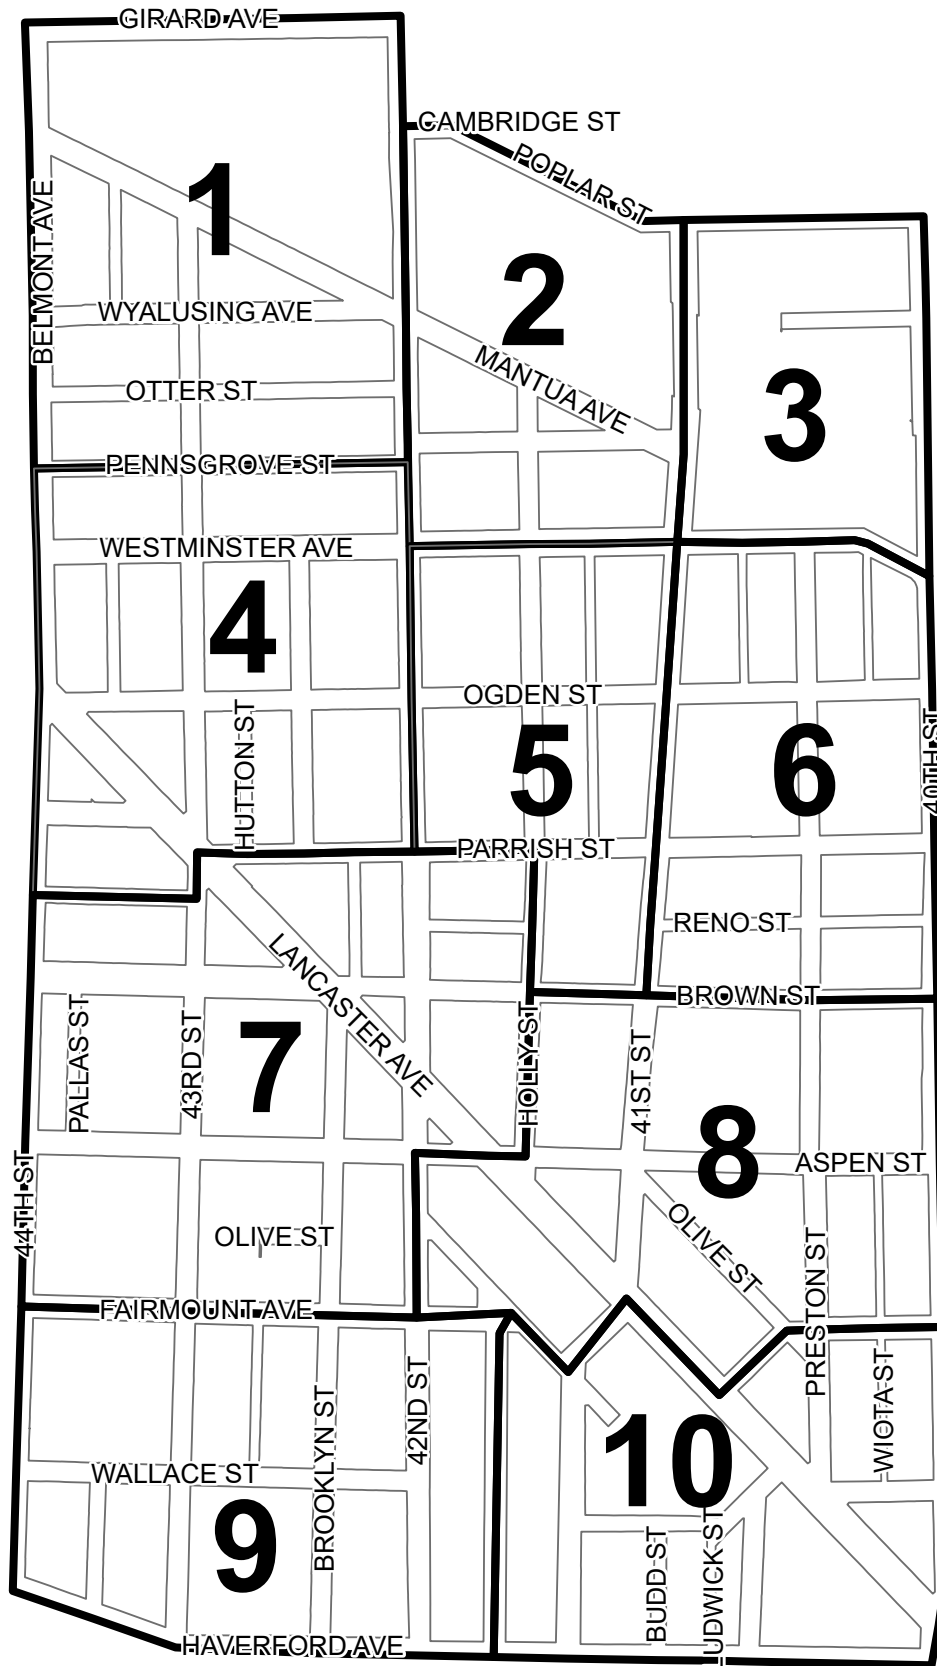 GIRARD AVE
CAMBRIDGE ST
POPLAR ST
1
BELMONT AVE
2
WYALUSING AVE
MANTUA AVE
OTTER ST
3
PENNSGROVE ST
WESTMINSTER AVE
4
OGDEN ST
HUTTON ST
5
6
40TH ST
PARRISH ST
RENO ST
LANCASTER AVE
BROWN ST
PALLAS ST
43RD ST
7
HOLLY ST
41ST ST
8
ASPEN ST
44TH ST
OLIVE ST
OLIVE ST
PRESTON ST
FAIRMOUNT AVE
42ND ST
WIOTA ST
BROOKLYN ST
10
WALLACE ST
9
BUDD ST
UDWICK ST
HAVERFORD AVE